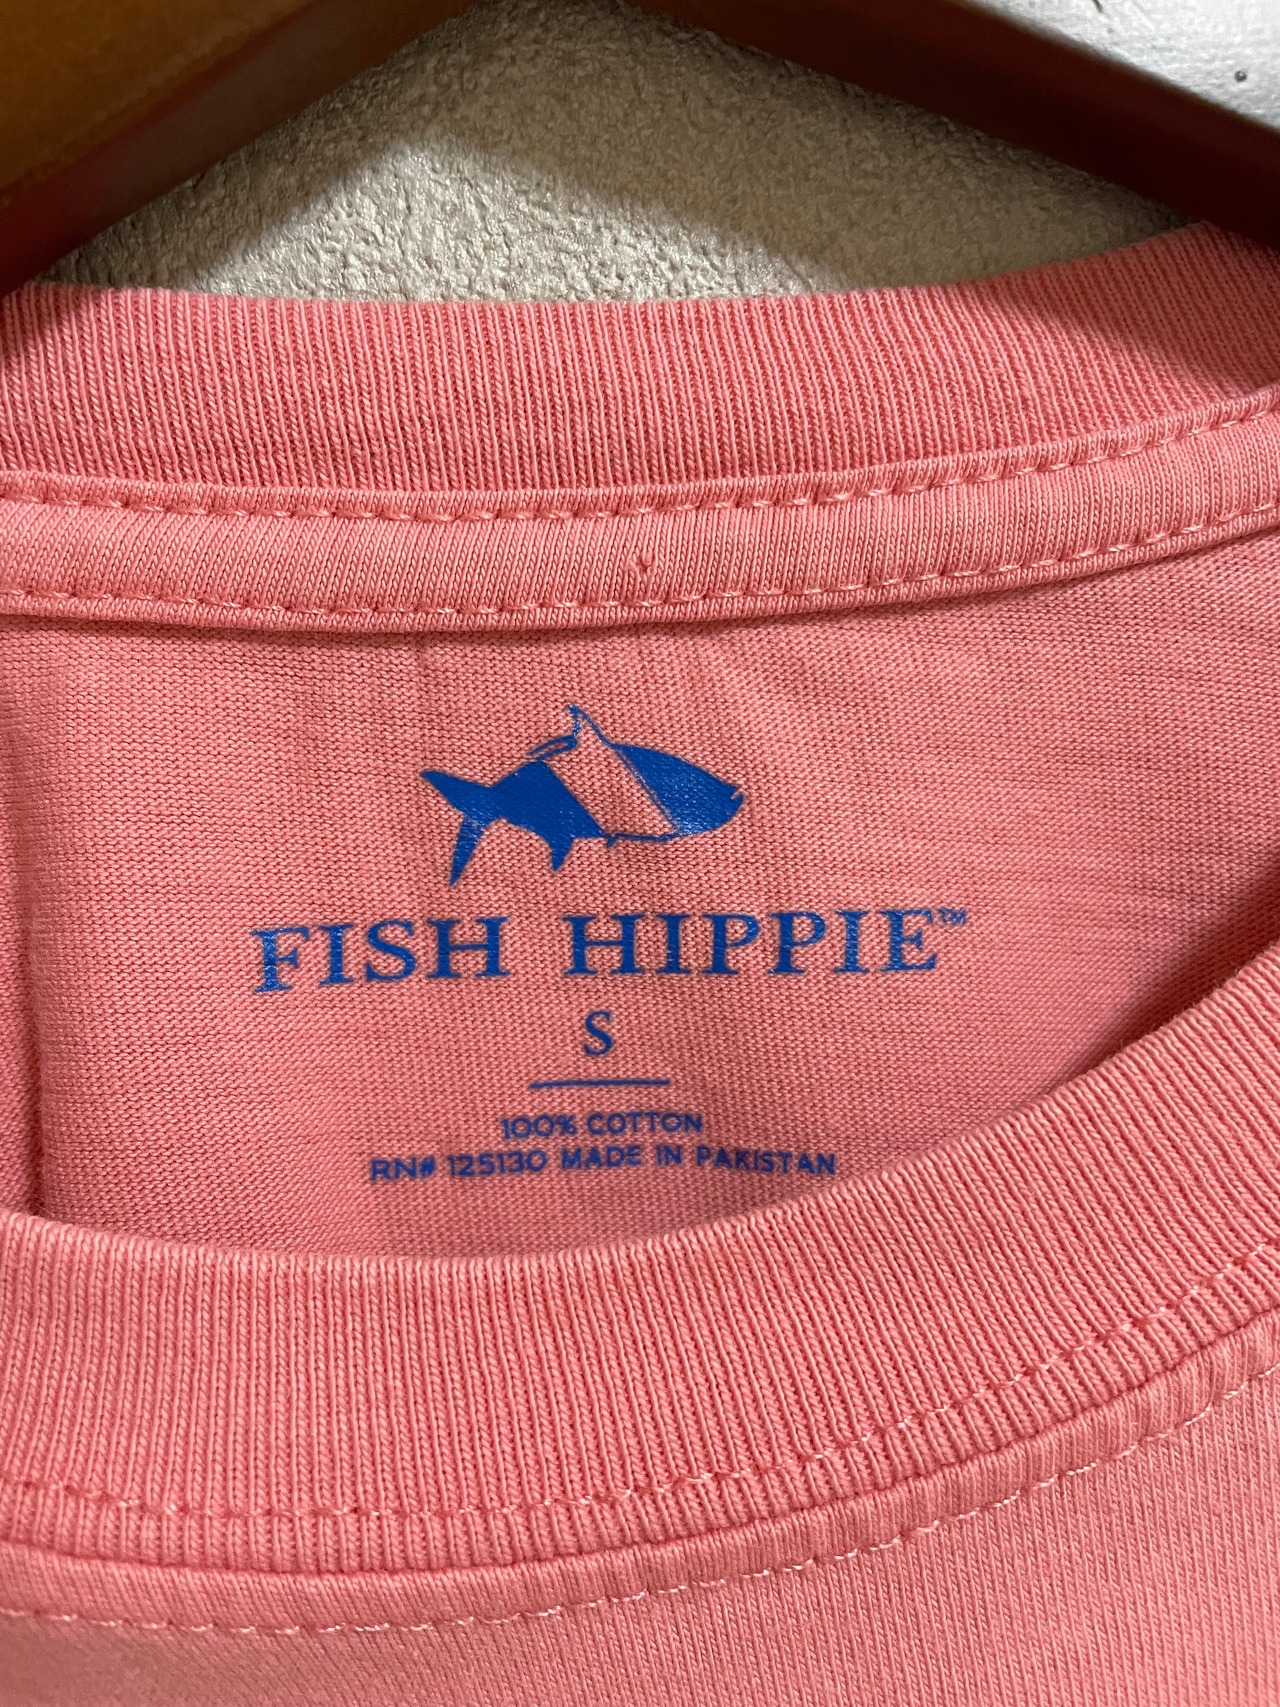 FISH HIPPIE™
S
100% COTTON
RN# 125130 MADE IN PAKISTAN